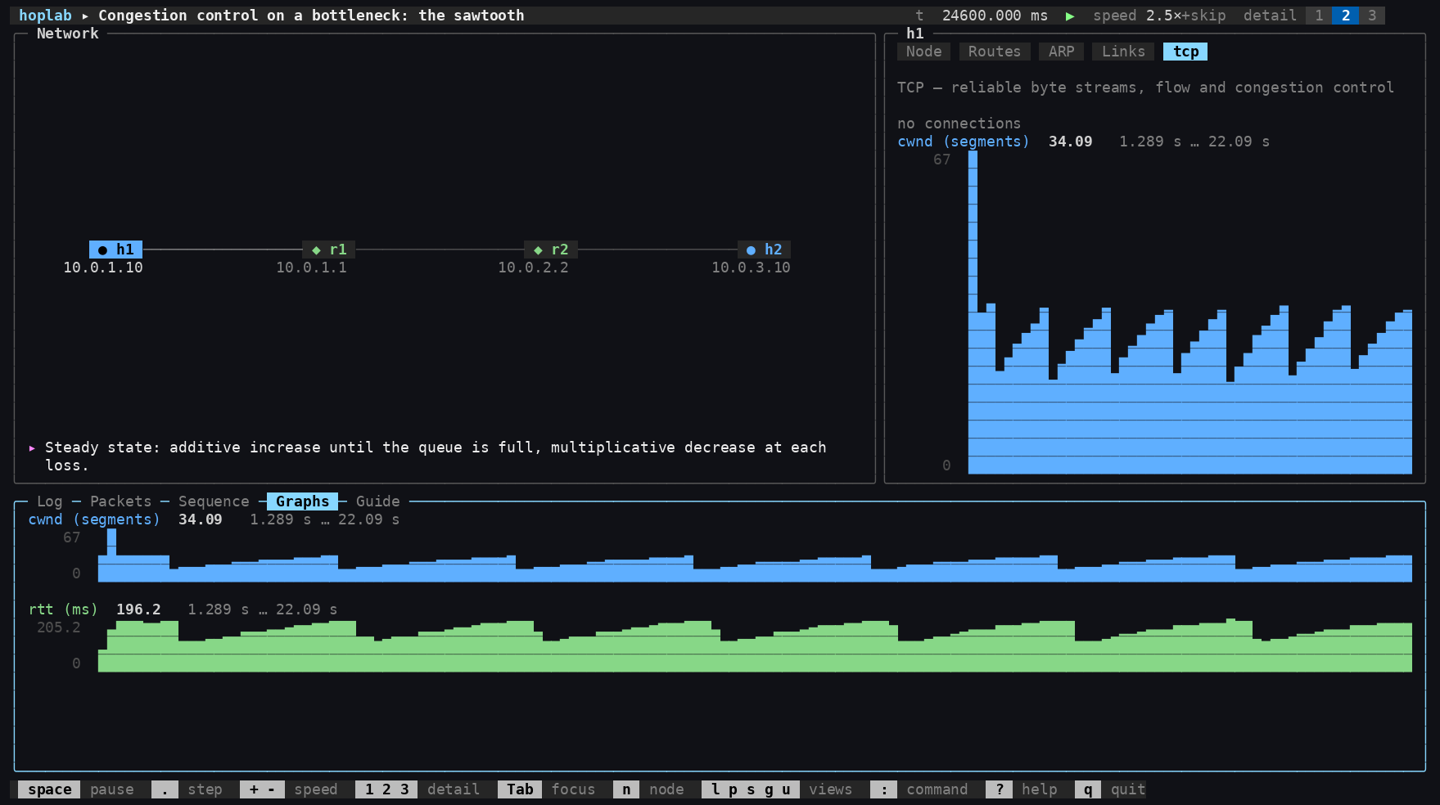 hoplab ▸ Congestion control on a bottleneck: the sawtooth t 24600.000 ms ▶ speed 2.5×+skip detail 1 2 3
Network
● h1 ◆ r1 ◆ r2 ● h2
10.0.1.10 10.0.1.1 10.0.2.2 10.0.3.10
▸ Steady state: additive increase until the queue is full, multiplicative decrease at each
loss.
h1
Node Routes ARP Links tcp
TCP — reliable byte streams, flow and congestion control
no connections
cwnd (segments) 34.09 1.289 s … 22.09 s
67
0
Log Packets Sequence Graphs Guide
cwnd (segments) 34.09 1.289 s … 22.09 s
67
0
rtt (ms) 196.2 1.289 s … 22.09 s
205.2
0
space pause . step + - speed 1 2 3 detail Tab focus n node l p s g u views : command ? help q quit